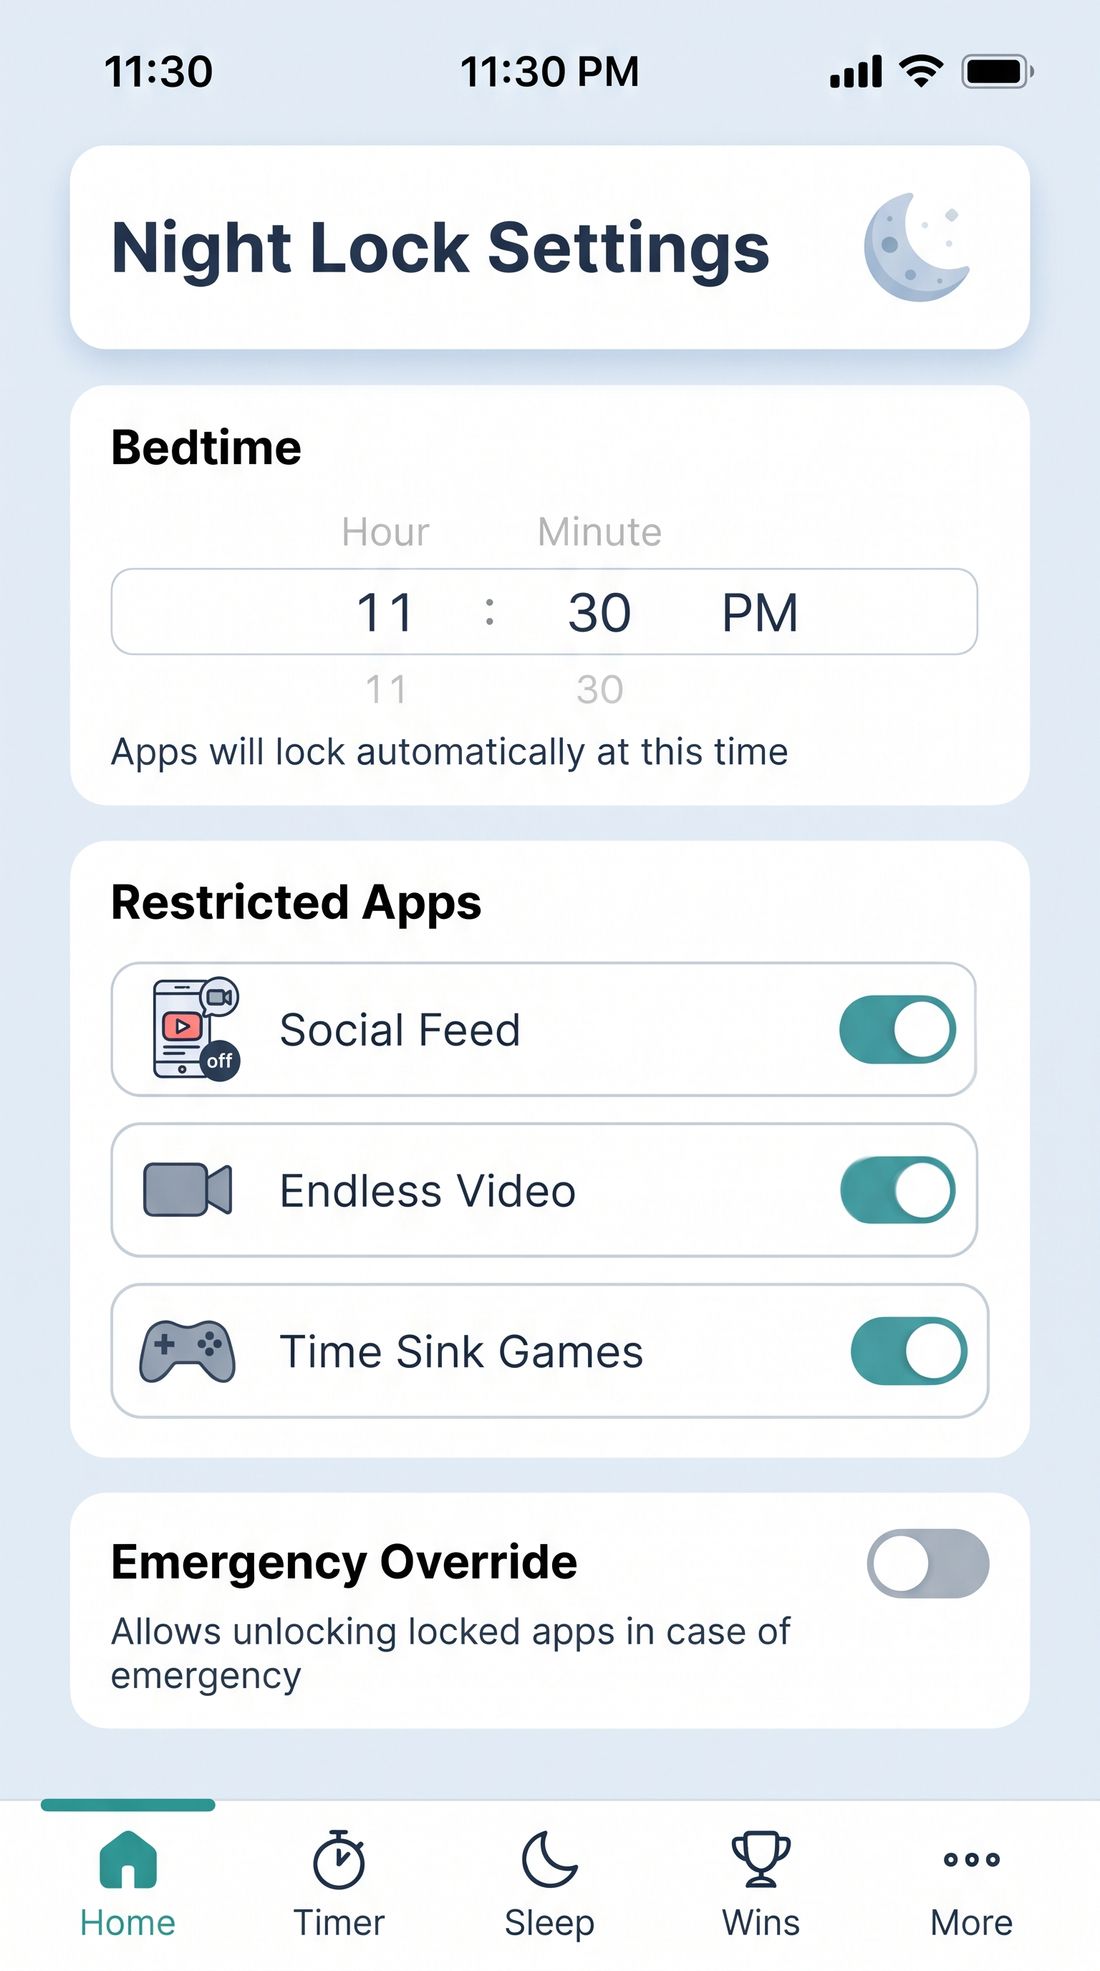 11:30 11:30 PM
Night Lock Settings
Bedtime
Hour Minute
11 : 30 PM
11 30
Apps will lock automatically at this time
Restricted Apps
off
Social Feed
Endless Video
Time Sink Games
Emergency Override
Allows unlocking locked apps in case of
emergency
Home Timer Sleep Wins More